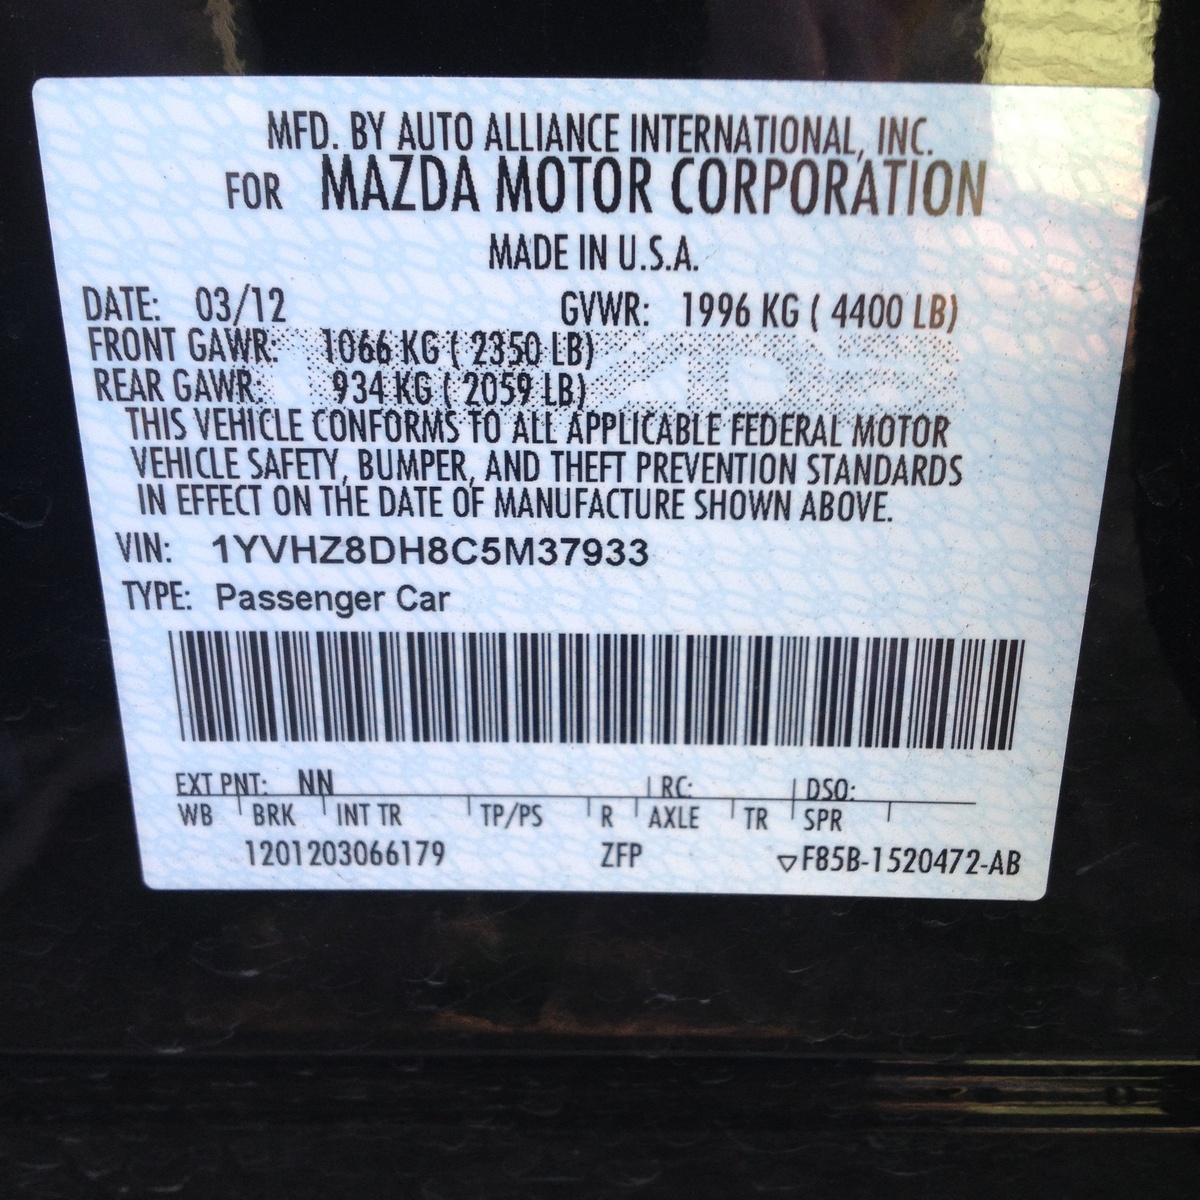 MFD. BY AUTO ALLIANCE INTERNATIONAL, INC.
FOR MAZDA MOTOR CORPORATION
MADE IN U.S.A.
DATE: 03/12 GVWR: 1996 KG ( 4400 LB)
FRONT GAWR: 1066 KG ( 2350 LB)
REAR GAWR: 934 KG ( 2059 LB)
THIS VEHICLE CONFORMS TO ALL APPLICABLE FEDERAL MOTOR
VEHICLE SAFETY, BUMPER, AND THEFT PREVENTION STANDARDS
IN EFFECT ON THE DATE OF MANUFACTURE SHOWN ABOVE.
VIN: 1YVHZ8DH8C5M37933
TYPE: Passenger Car
EXT PNT: NN RC: DSO:
WB BRK INT TR TP/PS R AXLE TR SPR
1201203066179 ZFP ▽F85B-1520472-AB